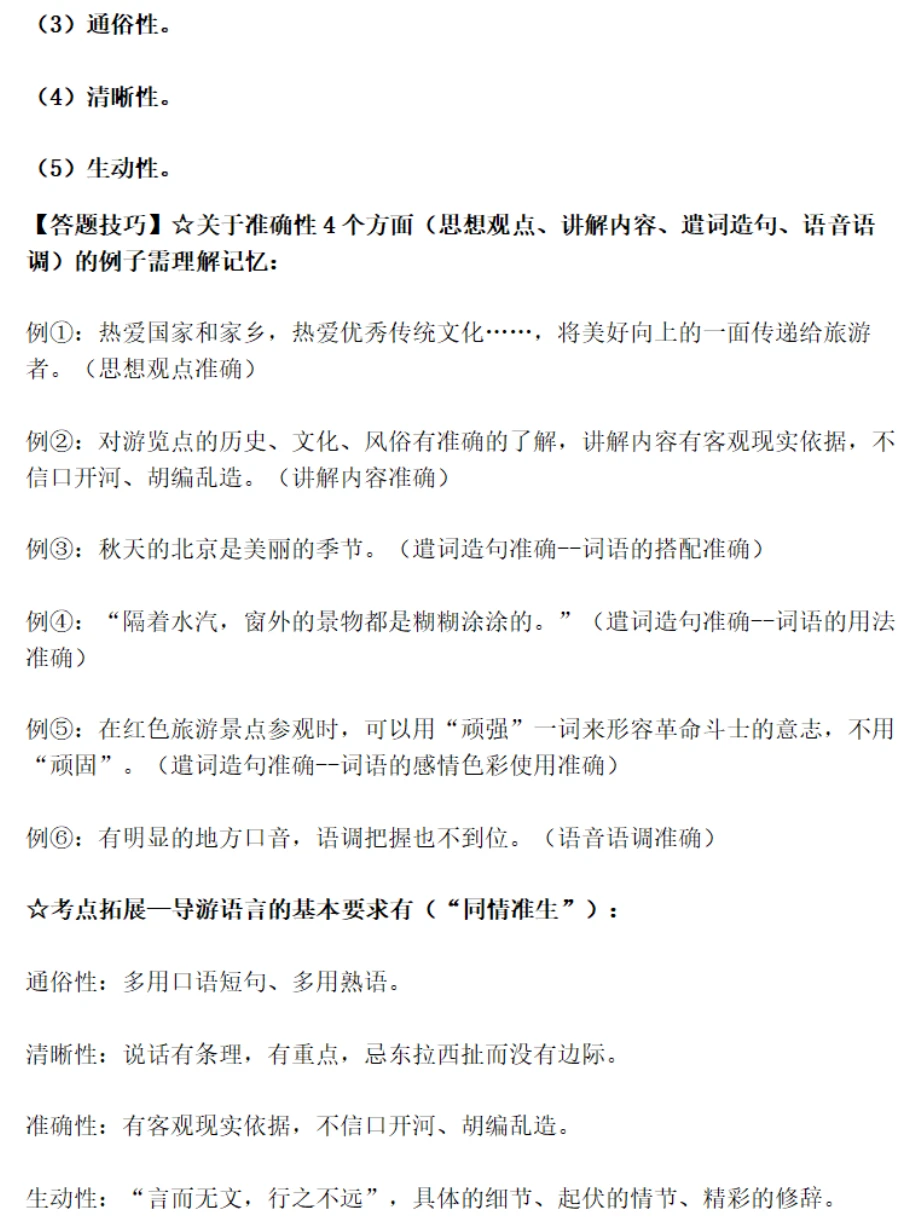 （3）通俗性。
（4）清晰性。
（5）生动性。
【答题技巧】☆关于准确性4个方面（思想观点、讲解内容、遣词造句、语音语
调）的例子需理解记忆：
例①：热爱国家和家乡，热爱优秀传统文化……，将美好向上的一面传递给旅游
者。（思想观点准确）
例②：对游览点的历史、文化、风俗有准确的了解，讲解内容有客观现实依据，不
信口开河、胡编乱造。（讲解内容准确）
例③：秋天的北京是美丽的季节。（遣词造句准确--词语的搭配准确）
例④：“隔着水汽，窗外的景物都是糊糊涂涂的。”（遣词造句准确--词语的用法
准确）
例⑤：在红色旅游景点参观时，可以用“顽强”一词来形容革命斗士的意志，不用
“顽固”。（遣词造句准确--词语的感情色彩使用准确）
例⑥：有明显的地方口音，语调把握也不到位。（语音语调准确）
☆考点拓展—导游语言的基本要求有（“同情准生”）：
通俗性：多用口语短句、多用熟语。
清晰性：说话有条理，有重点，忌东拉西扯而没有边际。
准确性：有客观现实依据，不信口开河、胡编乱造。
生动性：“言而无文，行之不远”，具体的细节、起伏的情节、精彩的修辞。